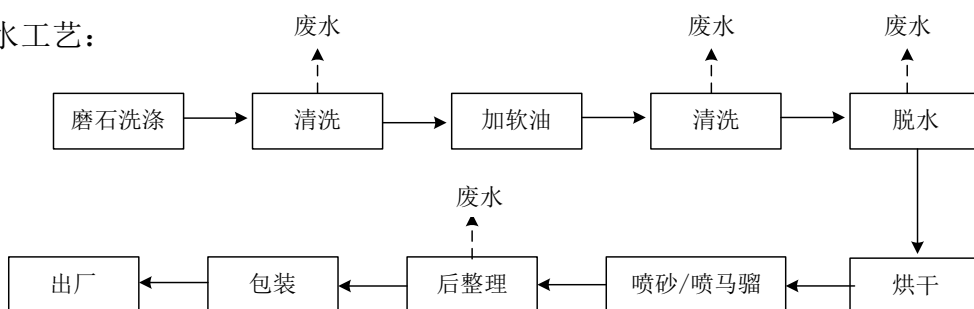 水工艺：
废水
废水
废水
磨石洗涤
清洗
加软油
清洗
脱水
废水
出厂
包装
后整理
喷砂/喷马骝
烘干